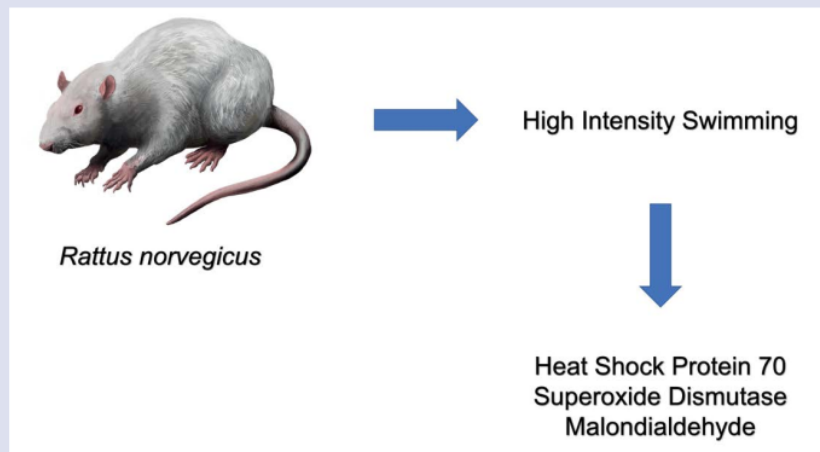 High Intensity Swimming
Rattus norvegicus
Heat Shock Protein 70
Superoxide Dismutase
Malondialdehyde